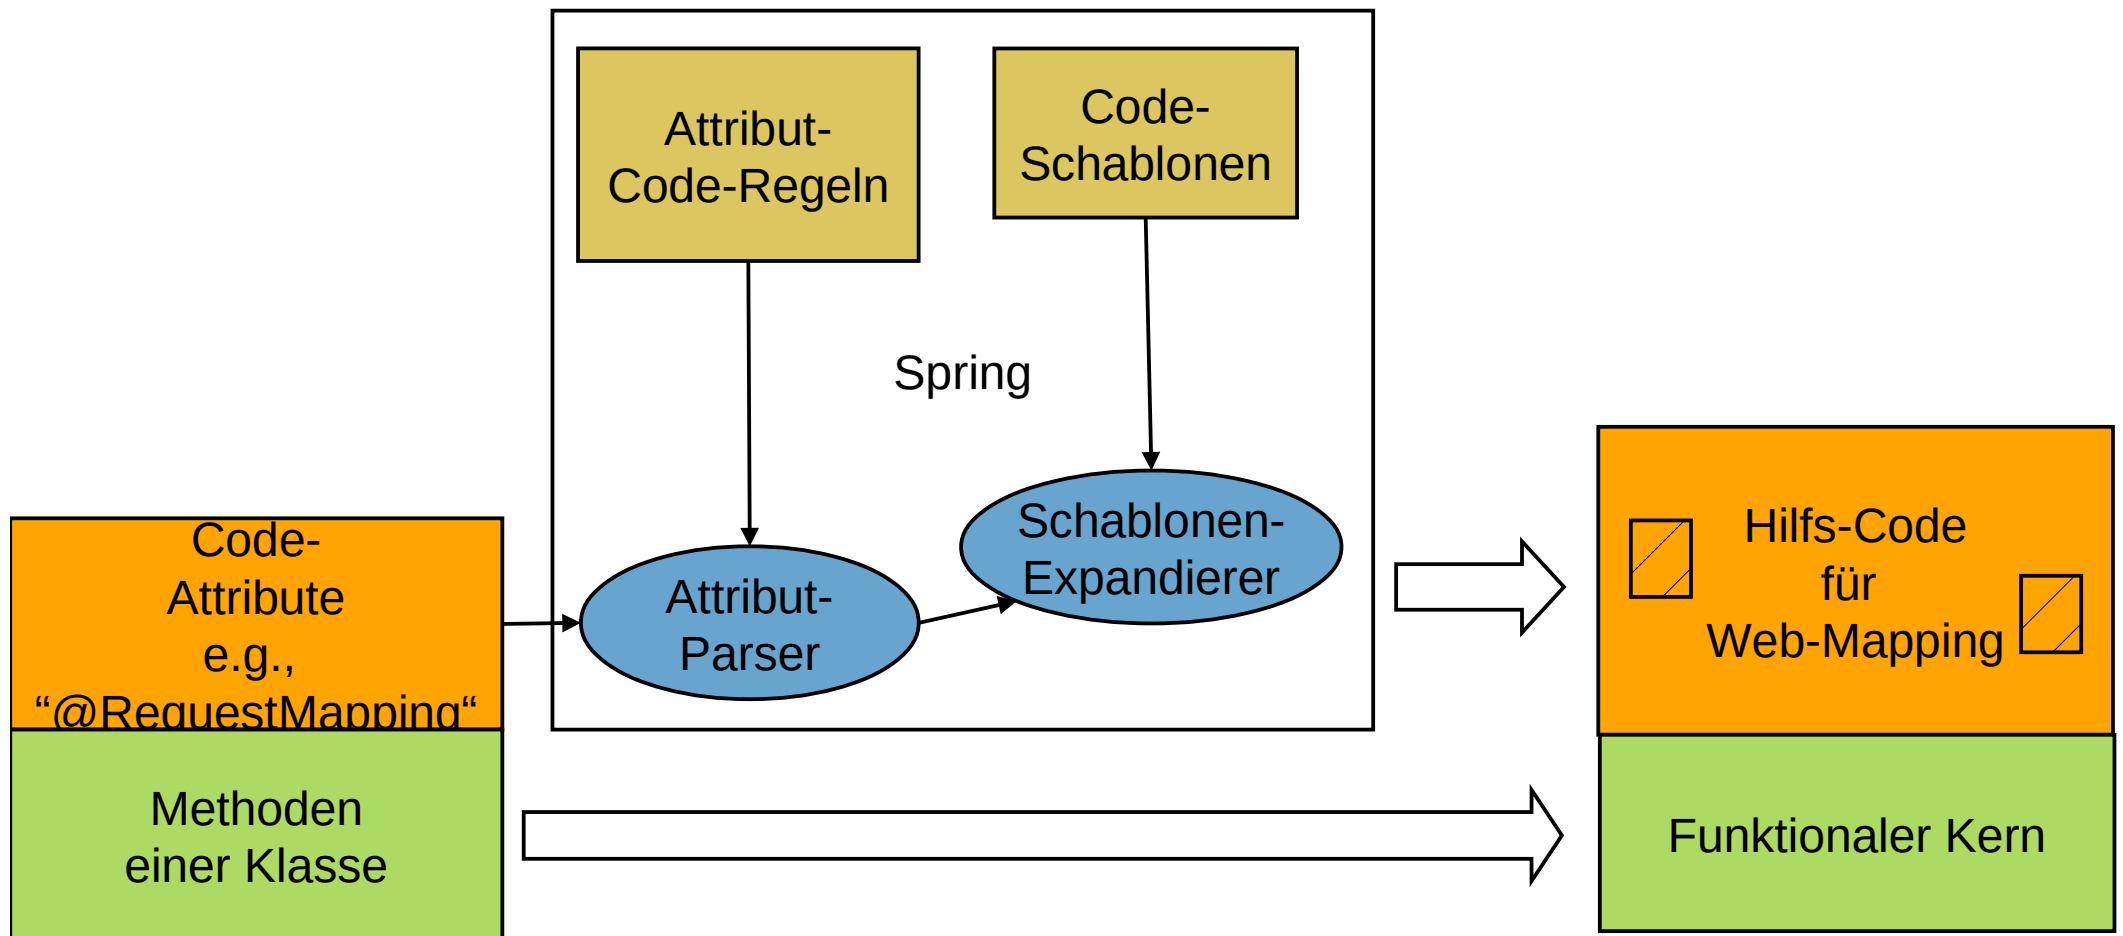 Attribut-
Code-Regeln
Code-
Schablonen
Spring
Schablonen-
Expandierer
Attribut-
Parser
Code-
Attribute
e.g.,
“@RequestMapping“
Methoden
einer Klasse
Hilfs-Code
für
Web-Mapping
Funktionaler Kern